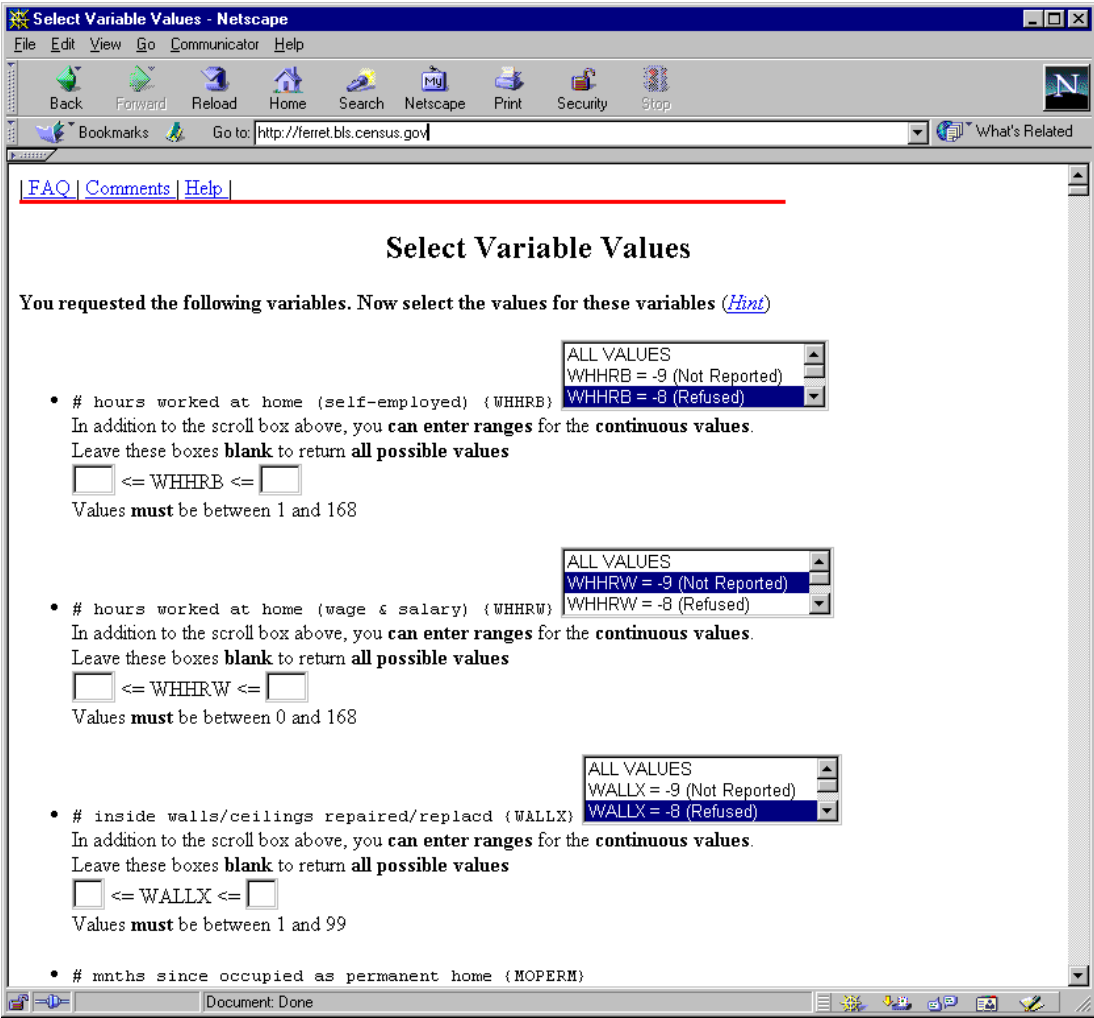 Select Variable Values - Netscape
File Edit View Go Communicator Help
Back Forward Reload Home Search Netscape Print Security Stop
My
N
Bookmarks Go to: http://ferret.bls.census.gov What's Related
| FAQ | Comments | Help |
Select Variable Values
You requested the following variables. Now select the values for these variables (Hint)
ALL VALUES
WHHRB = -9 (Not Reported)
WHHRB = -8 (Refused)
# hours worked at home (self-employed) {WHHRB}
In addition to the scroll box above, you can enter ranges for the continuous values.
Leave these boxes blank to return all possible values
<= WHHRB <=
Values must be between 1 and 168
ALL VALUES
WHHRW = -9 (Not Reported)
WHHRW = -8 (Refused)
# hours worked at home (wage & salary) {WHHRW}
In addition to the scroll box above, you can enter ranges for the continuous values.
Leave these boxes blank to return all possible values
<= WHHRW <=
Values must be between 0 and 168
ALL VALUES
WALLX = -9 (Not Reported)
WALLX = -8 (Refused)
# inside walls/ceilings repaired/replacd {WALLX}
In addition to the scroll box above, you can enter ranges for the continuous values.
Leave these boxes blank to return all possible values
<= WALLX <=
Values must be between 1 and 99
# mnths since occupied as permanent home {MOPERM}
Document: Done